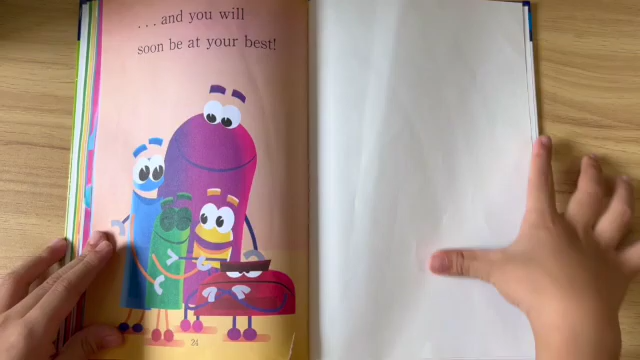 . . . and you will
soon be at your best!
24